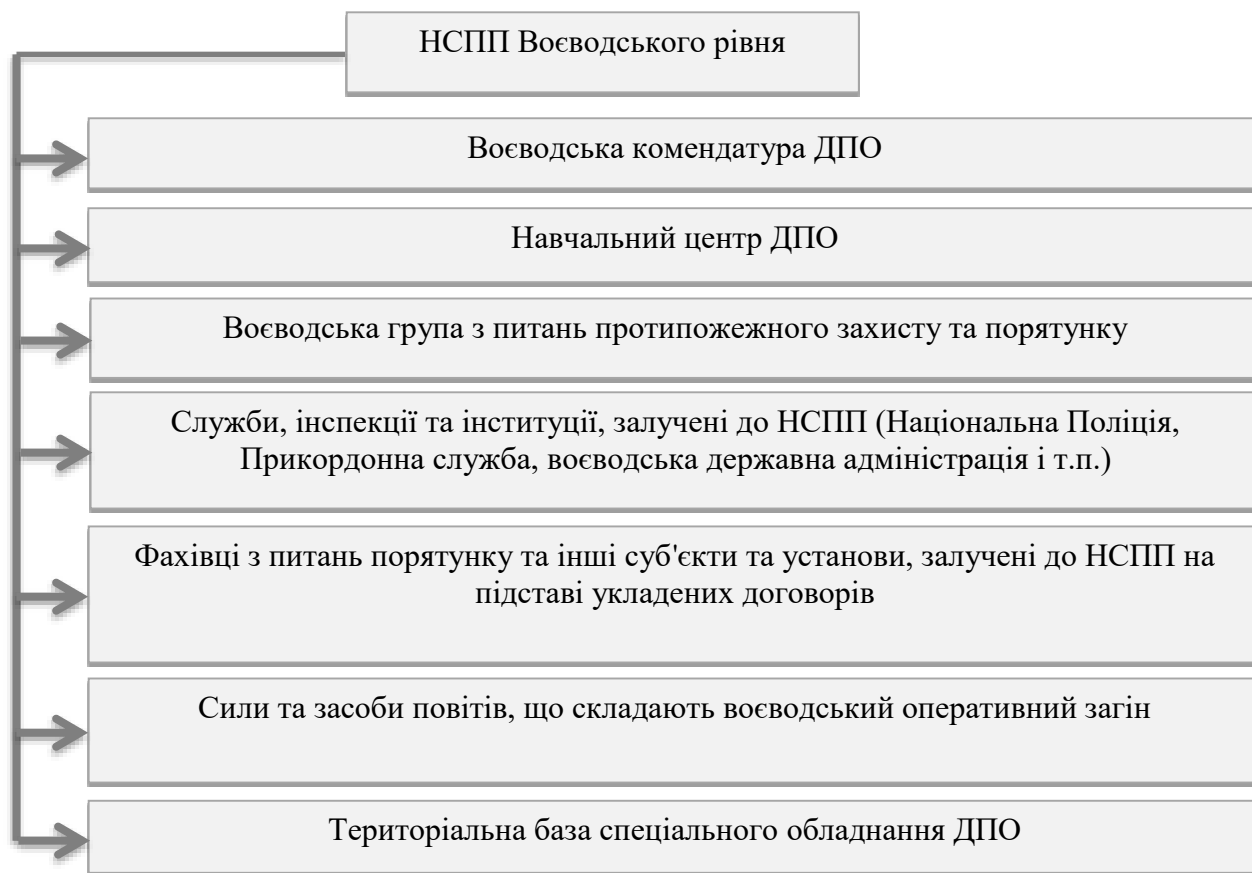 НСПП Воєводського рівня
Воєводська комендатура ДПО
Навчальний центр ДПО
Воєводська група з питань протипожежного захисту та порятунку
Служби, інспекції та інституції, залучені до НСПП (Національна Поліція,
Прикордонна служба, воєводська державна адміністрація і т.п.)
Фахівці з питань порятунку та інші суб'єкти та установи, залучені до НСПП на
підставі укладених договорів
Сили та засоби повітів, що складають воєводський оперативний загін
Територіальна база спеціального обладнання ДПО